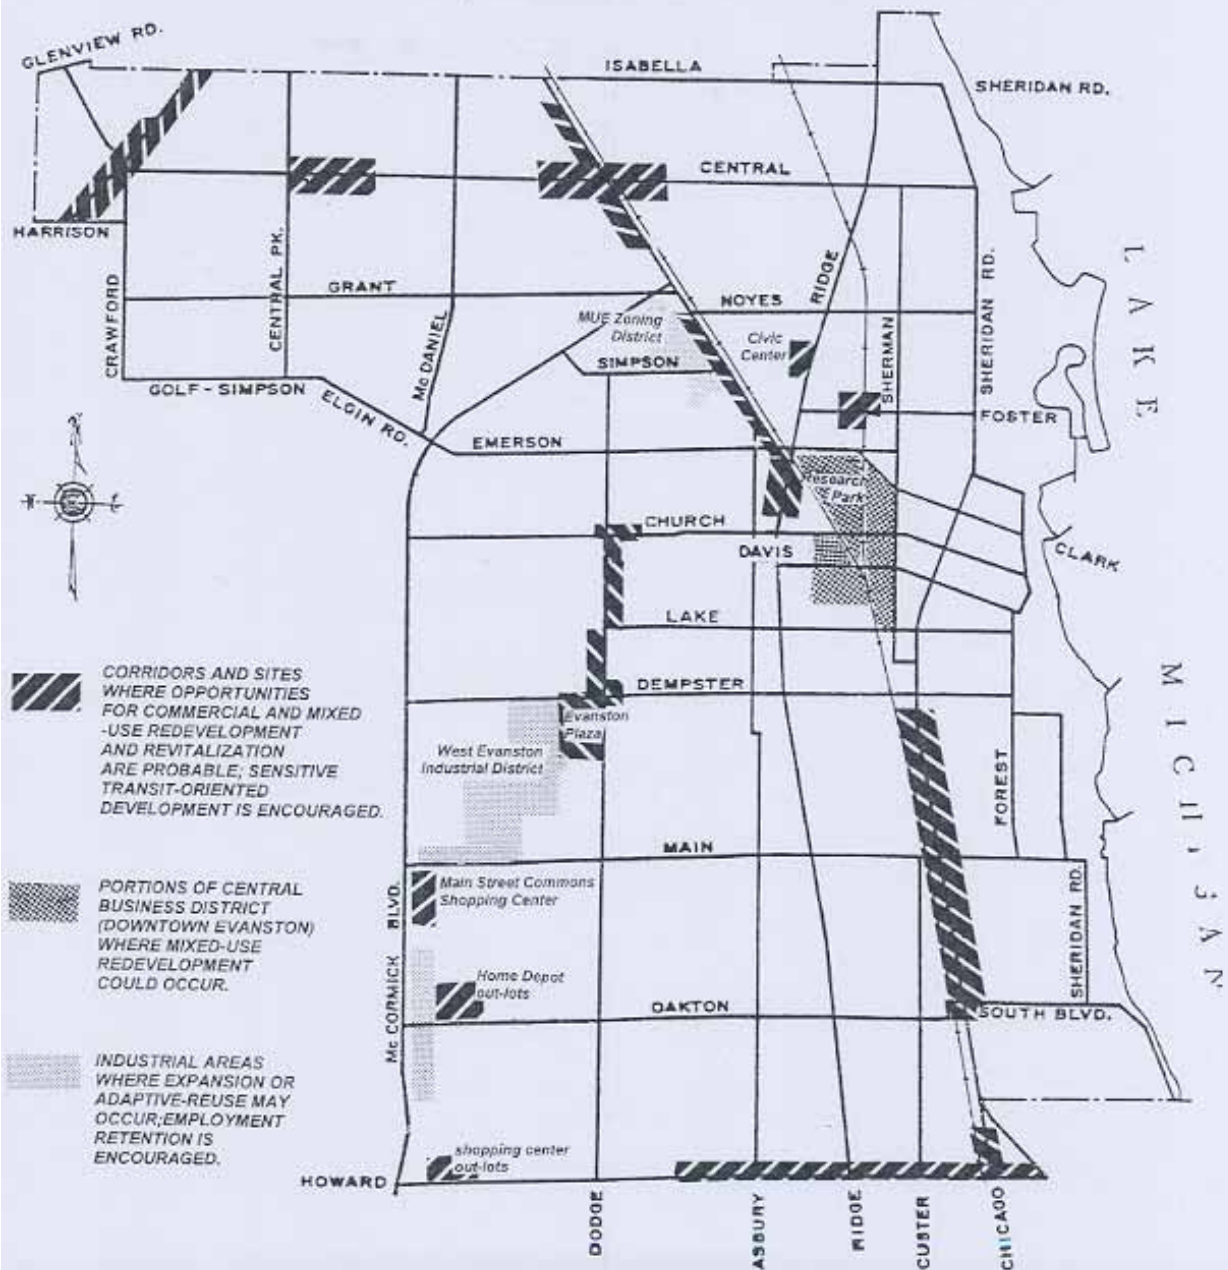 GLENVIEW RD.
ISABELLA
SHERIDAN RD.
CENTRAL
HARRISON
CRAWFORD
CENTRAL PK.
GRANT
McDANIEL
NOYES
RIDGE
SHERMAN
SHERIDAN RD.
LAKE
MUE Zoning
District
Civic
Center
SIMPSON
GOLF - SIMPSON
ELGIN RD.
FOSTER
EMERSON
Research
Park
CHURCH
DAVIS
CLARK
LAKE
DEMPSTER
Evanston
Plaza
West Evanston
Industrial District
FOREST
MICHIGAN
MAIN
Main Street Commons
Shopping Center
SHERIDAN RD.
McCORMICK BLVD.
Home Depot
out-lots
OAKTON
SOUTH BLVD.
shopping center
out-lots
HOWARD
DODGE
ASBURY
RIDGE
CUSTER
CHICAGO
CORRIDORS AND SITES
WHERE OPPORTUNITIES
FOR COMMERCIAL AND MIXED
-USE REDEVELOPMENT
AND REVITALIZATION
ARE PROBABLE; SENSITIVE
TRANSIT-ORIENTED
DEVELOPMENT IS ENCOURAGED.
PORTIONS OF CENTRAL
BUSINESS DISTRICT
(DOWNTOWN EVANSTON)
WHERE MIXED-USE
REDEVELOPMENT
COULD OCCUR.
INDUSTRIAL AREAS
WHERE EXPANSION OR
ADAPTIVE-REUSE MAY
OCCUR;EMPLOYMENT
RETENTION IS
ENCOURAGED.